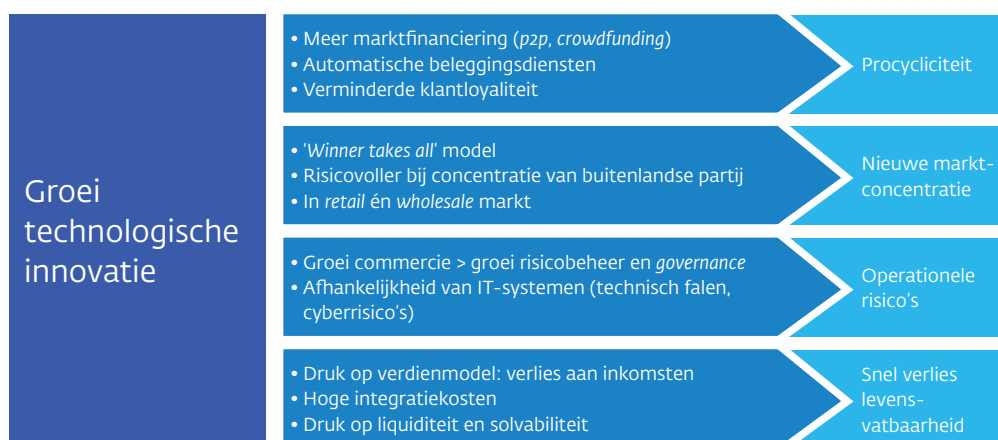 Groei
technologische
innovatie
• Meer marktfinanciering (p2p, crowdfunding)
• Automatische beleggingsdiensten
• Verminderde klantloyaliteit
Procycliciteit
• ‘Winner takes all’ model
• Risicovoller bij concentratie van buitenlandse partij
• In retail én wholesale markt
Nieuwe markt-
concentratie
• Groei commercie > groei risicobeheer en governance
• Afhankelijkheid van IT-systemen (technisch falen,
cyberrisico’s)
Operationele
risico’s
• Druk op verdienmodel: verlies aan inkomsten
• Hoge integratiekosten
• Druk op liquiditeit en solvabiliteit
Snel verlies
levens-
vatbaarheid